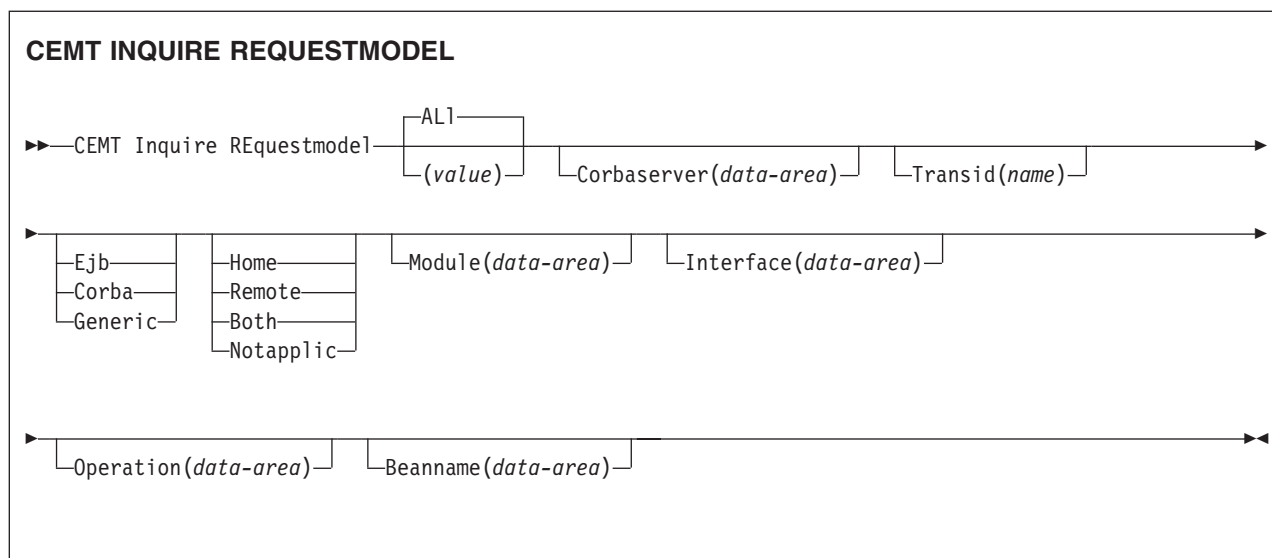 CEMT INQUIRE REQUESTMODEL
ALl
CEMT Inquire REquestmodel
(value) Corbaserver(data-area) Transid(name)
Ejb Home Module(data-area) Interface(data-area)
Corba Remote
Generic Both
Notapplic
Operation(data-area) Beanname(data-area)